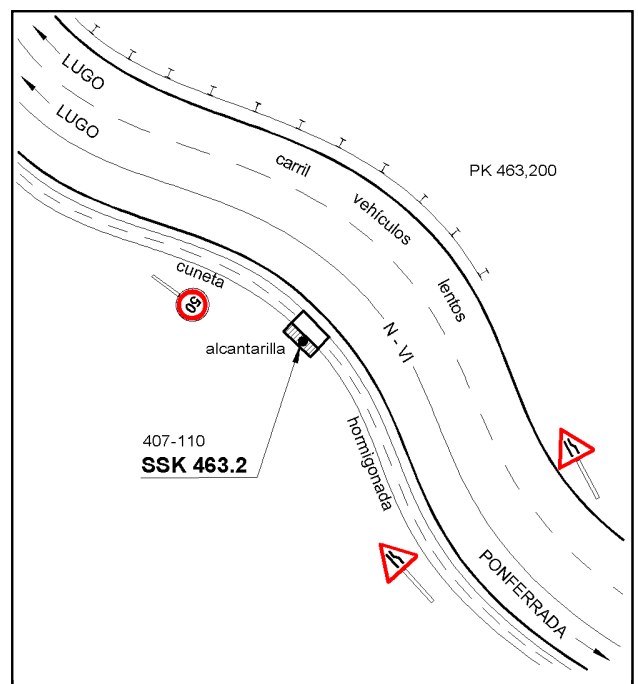 LUGO
LUGO
carril
vehículos
lentos
PK 463,200
cuneta
50
alcantarilla
N - VI
407-110
SSK 463.2
hormigonada
PONFERRADA